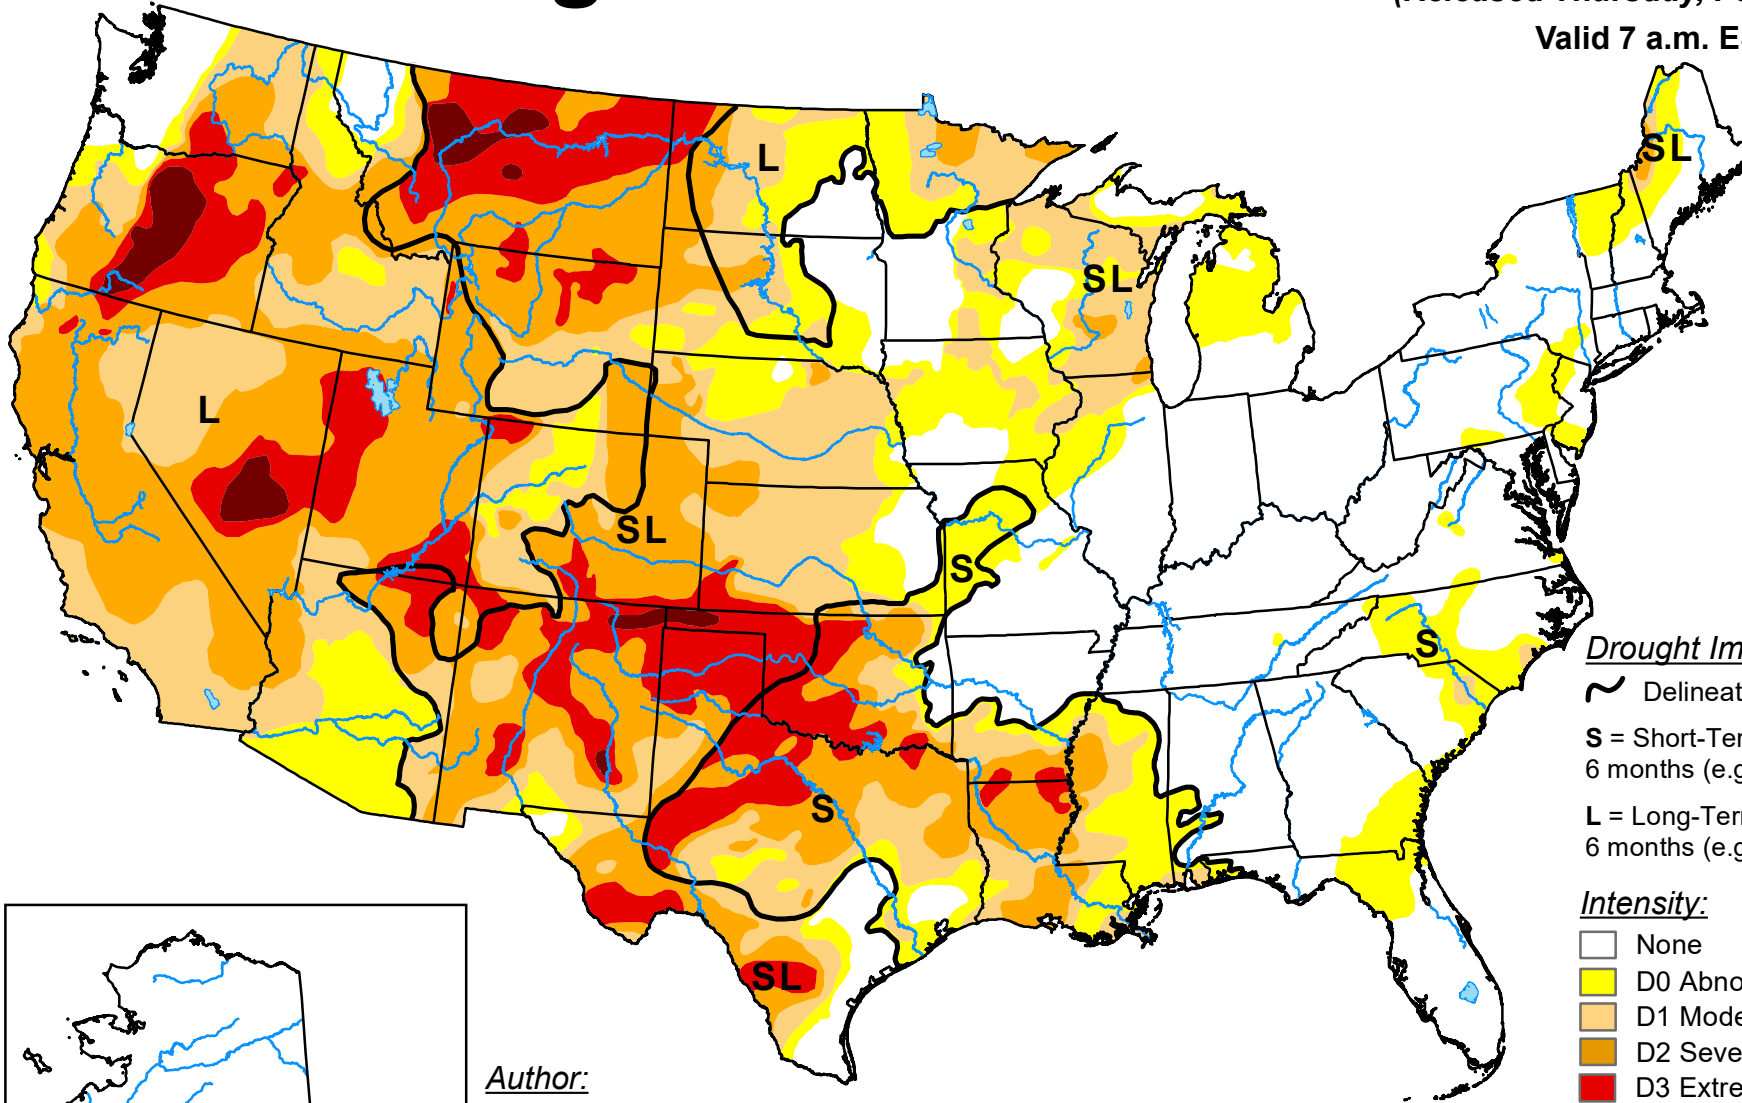 Valid 7 a.m. E
L
SL
SL
L
SL
S
S
S
SL
Drought Im
Delineat
S = Short-Ter
6 months (e.g
L = Long-Terr
6 months (e.g
Intensity:
None
D0 Abno
D1 Mode
D2 Seve
D3 Extre
Author: